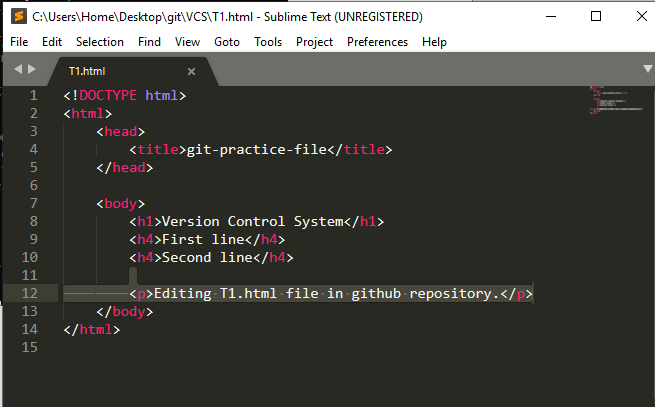 C:\Users\Home\Desktop\git\VCS\T1.html - Sublime Text (UNREGISTERED)
File Edit Selection Find View Goto Tools Project Preferences Help
T1.html
1 <!DOCTYPE html>
2 <html>
3 <head>
4 <title>git-practice-file</title>
5 </head>
6
7 <body>
8 <h1>Version Control System</h1>
9 <h4>First line</h4>
10 <h4>Second line</h4>
11
12 <p>Editing T1.html file in github repository.</p>
13 </body>
14 </html>
15